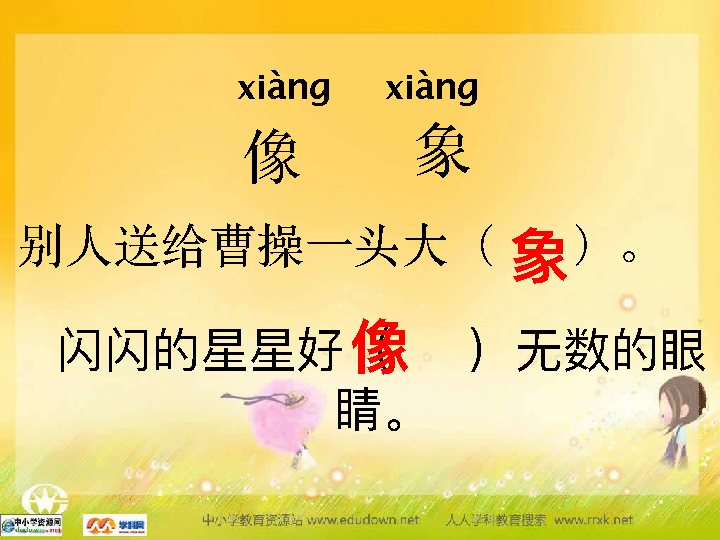 xiàng xiàng
像 象
别人送给曹操一头大（象）。
闪闪的星星好（像 ）无数的眼
睛。
中小学资源网 学科网 中小学教育资源站 www.edudown.net 人人学科教育搜索 www.rrxk.net